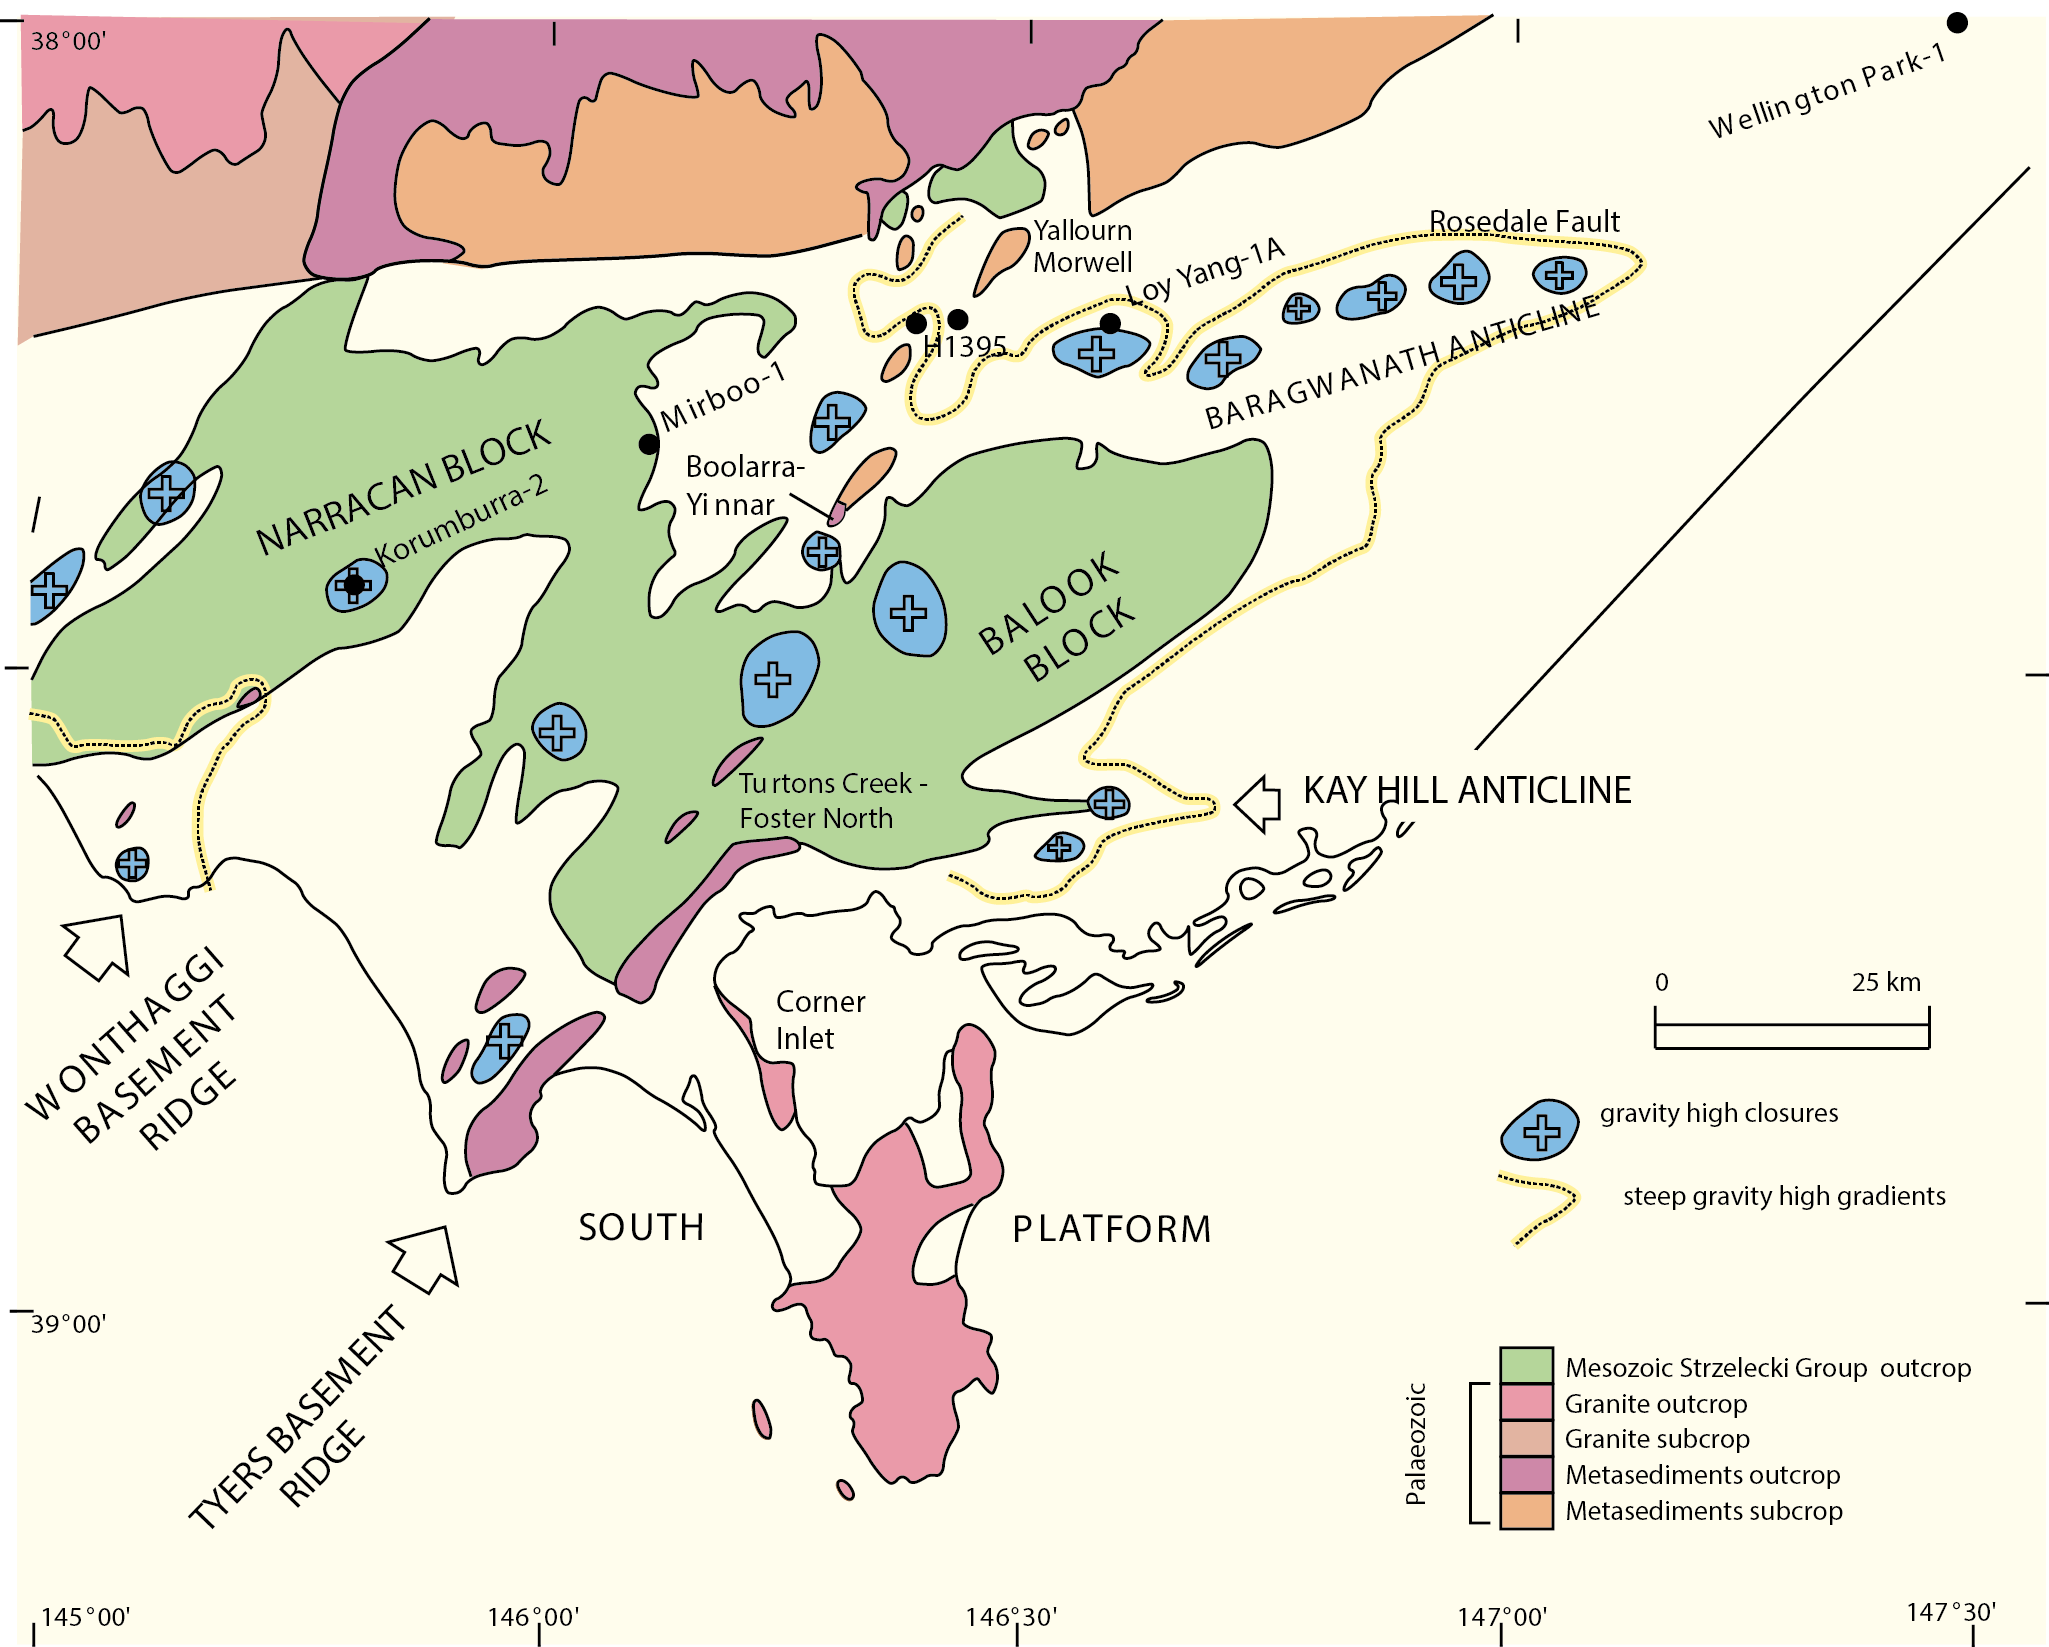 38°00'
Wellington Park-1
Rosedale Fault
Yallourn
Morwell
Loy Yang-1A
H1395
BARAGWANATH ANTICLINE
Mirboo-1
NARRACAN BLOCK
Korumburra-2
Boolarra-
Yinnar
BALOOK
BLOCK
Turtons Creek -
Foster North
KAY HILL ANTICLINE
WONTHAGGI
BASEMENT
RIDGE
Corner
Inlet
0 25 km
gravity high closures
steep gravity high gradients
SOUTH PLATFORM
39°00'
TYERS BASEMENT
RIDGE
Palaeozoic
Mesozoic Strzelecki Group outcrop
Granite outcrop
Granite subcrop
Metasediments outcrop
Metasediments subcrop
145°00' 146°00' 146°30' 147°00' 147°30'